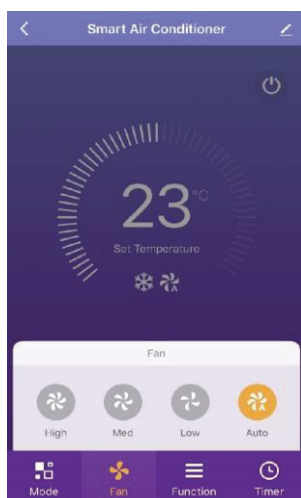 Smart Air Conditioner
23°C
Set Temperature
A
Fan
A
High Med Low Auto
Mode Fan Function Timer